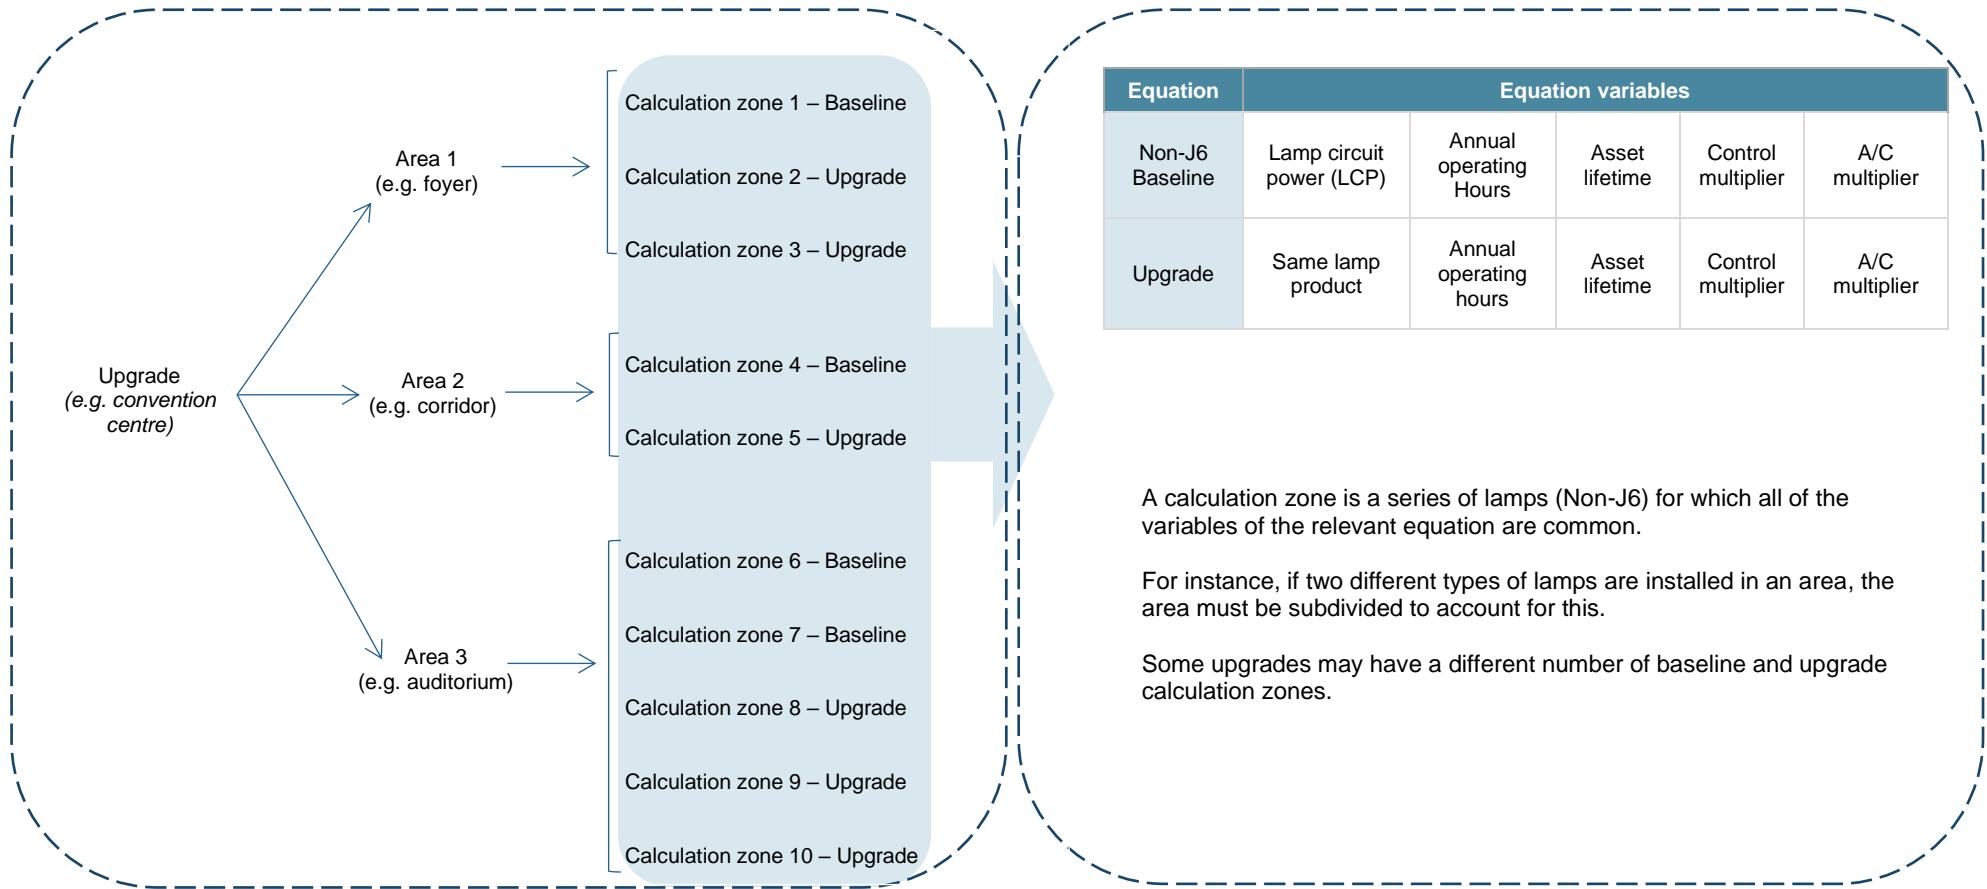 Upgrade
(e.g. convention
centre)
Area 1
(e.g. foyer)
Area 2
(e.g. corridor)
Area 3
(e.g. auditorium)
Calculation zone 1 – Baseline
Calculation zone 2 – Upgrade
Calculation zone 3 – Upgrade
Calculation zone 4 – Baseline
Calculation zone 5 – Upgrade
Calculation zone 6 – Baseline
Calculation zone 7 – Baseline
Calculation zone 8 – Upgrade
Calculation zone 9 – Upgrade
Calculation zone 10 – Upgrade
Equation
Equation variables
Non-J6
Baseline
Lamp circuit
power (LCP)
Annual
operating
Hours
Asset
lifetime
Control
multiplier
A/C
multiplier
Upgrade
Same lamp
product
Annual
operating
hours
Asset
lifetime
Control
multiplier
A/C
multiplier
A calculation zone is a series of lamps (Non-J6) for which all of the
variables of the relevant equation are common.
For instance, if two different types of lamps are installed in an area, the
area must be subdivided to account for this.
Some upgrades may have a different number of baseline and upgrade
calculation zones.